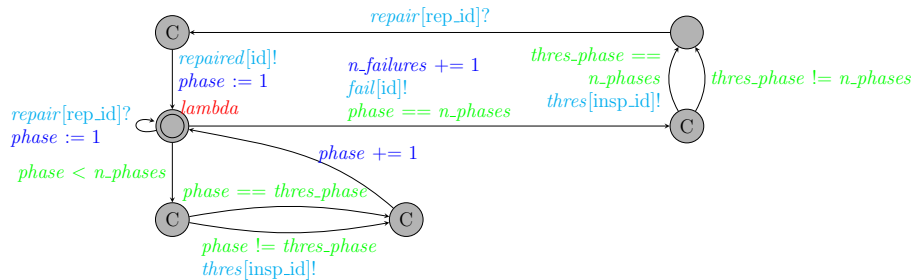 repair[rep_id]?
C
repaired[id]!
phase := 1
n_failures += 1
fail[id]!
phase == n_phases
thres_phase ==
n_phases
thres[insp_id]!
thres_phase != n_phases
lambda
repair[rep_id]?
phase := 1
C
phase += 1
phase < n_phases
phase == thres_phase
C
C
phase != thres_phase
thres[insp_id]!